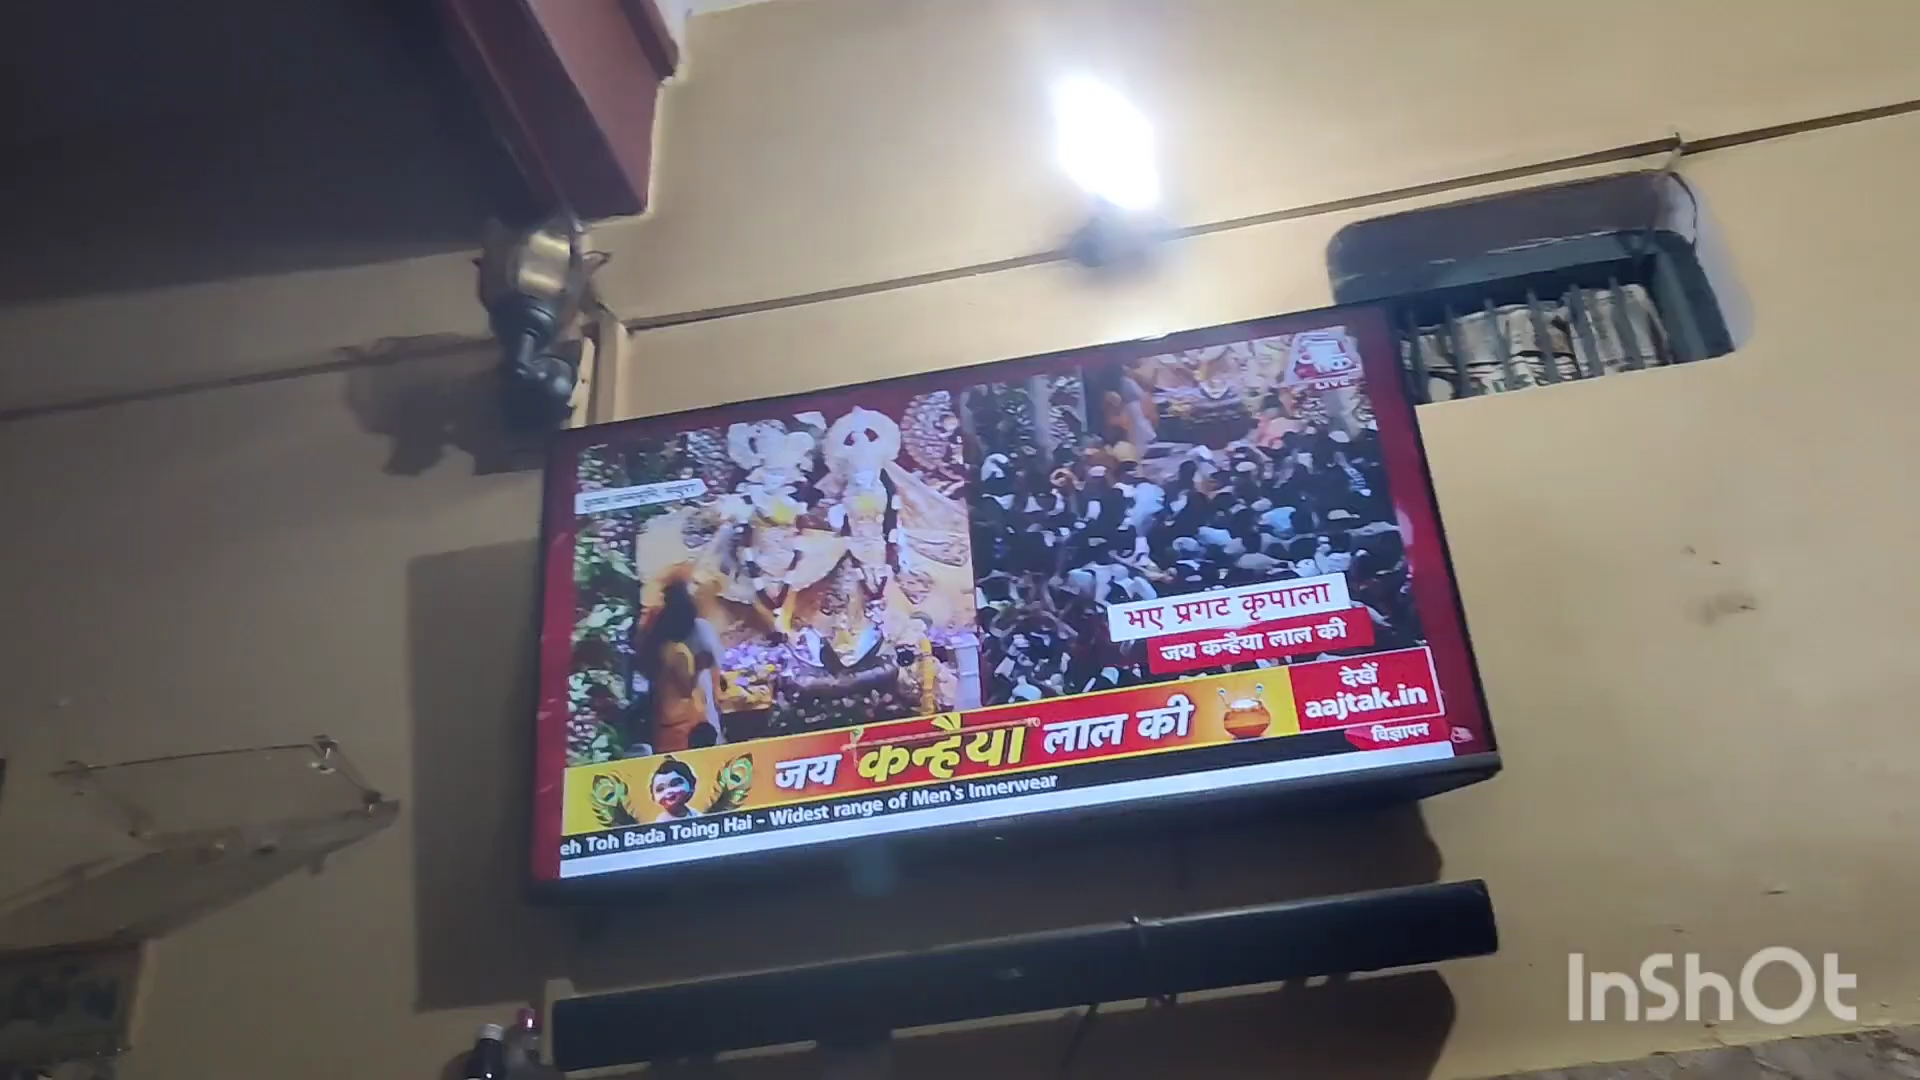 LIVE
भए प्रगट कृपाला
जय कन्हैया लाल की
जय कन्हैया लाल की
देखें
aajtak.in
विज्ञापन
eh Toh Bada Toing Hai - Widest range of Men's Innerwear
InShOt